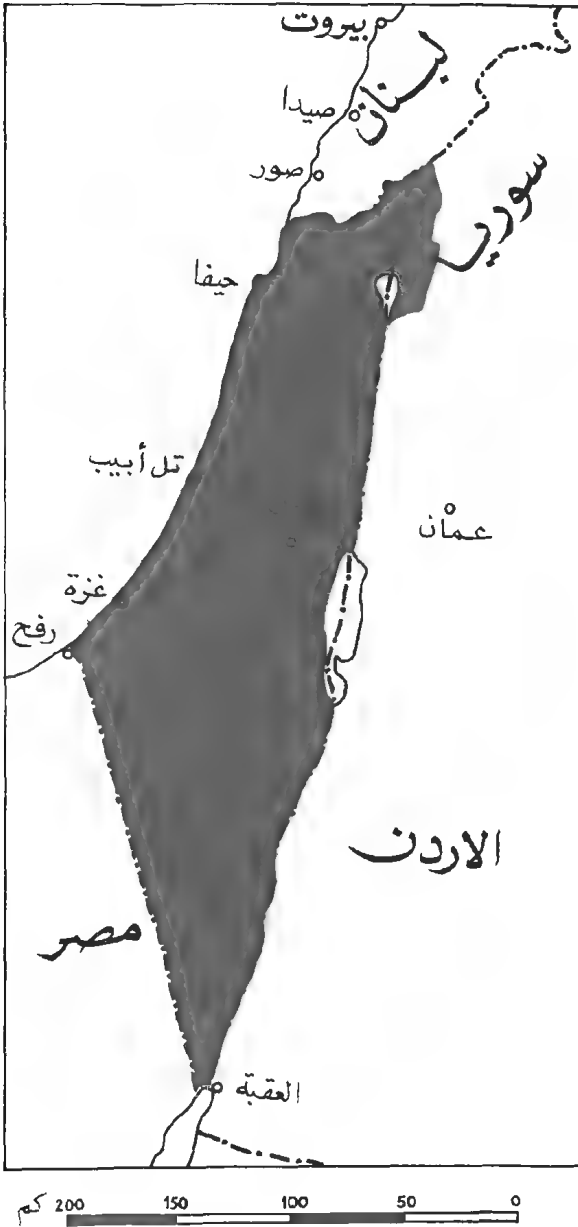 بيروت
لبنان
صيدا
صور
سوريا
حيفا
تل أبيب
عمان
غزة
رفح
الاردن
مصر
العقبة
كم 200 150 100 50 0